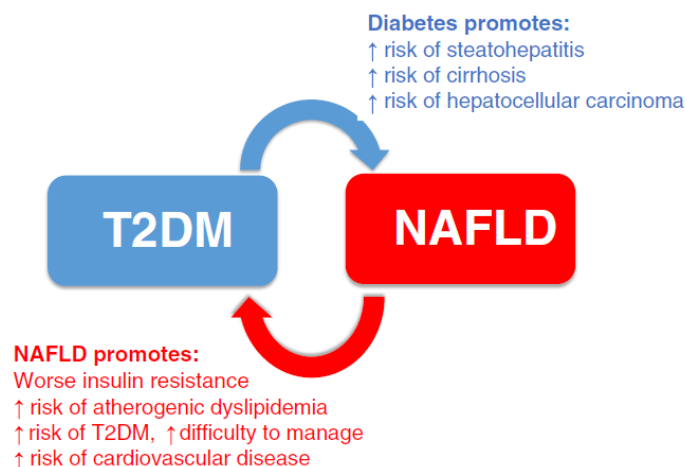 Diabetes promotes:
↑ risk of steatohepatitis
↑ risk of cirrhosis
↑ risk of hepatocellular carcinoma
T2DM
NAFLD
NAFLD promotes:
Worse insulin resistance
↑ risk of atherogenic dyslipidemia
↑ risk of T2DM, ↑ difficulty to manage
↑ risk of cardiovascular disease